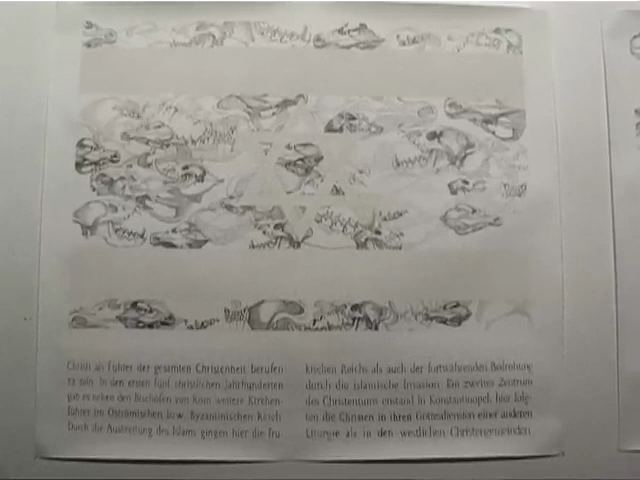 Christi als Führer der gesamten Christenheit berufen
zu sein. In den ersten fünf christlichen Jahrhunderten
gab es neben den Bischöfen von Rom weitere Kirchen-
führer im Oströmischen bzw. Byzantinischen Reich.
Durch die Ausbreitung des Islams gingen hier die frü
kischen Reichs als auch der fortwährenden Bedrohung
durch die islamische Invasion. Ein zweites Zentrum
des Christentums entstand in Konstantinopel; hier folg-
ten die Christen in ihren Gottesdiensten einer anderen
Liturgie als in den westlichen Christengemeinden.